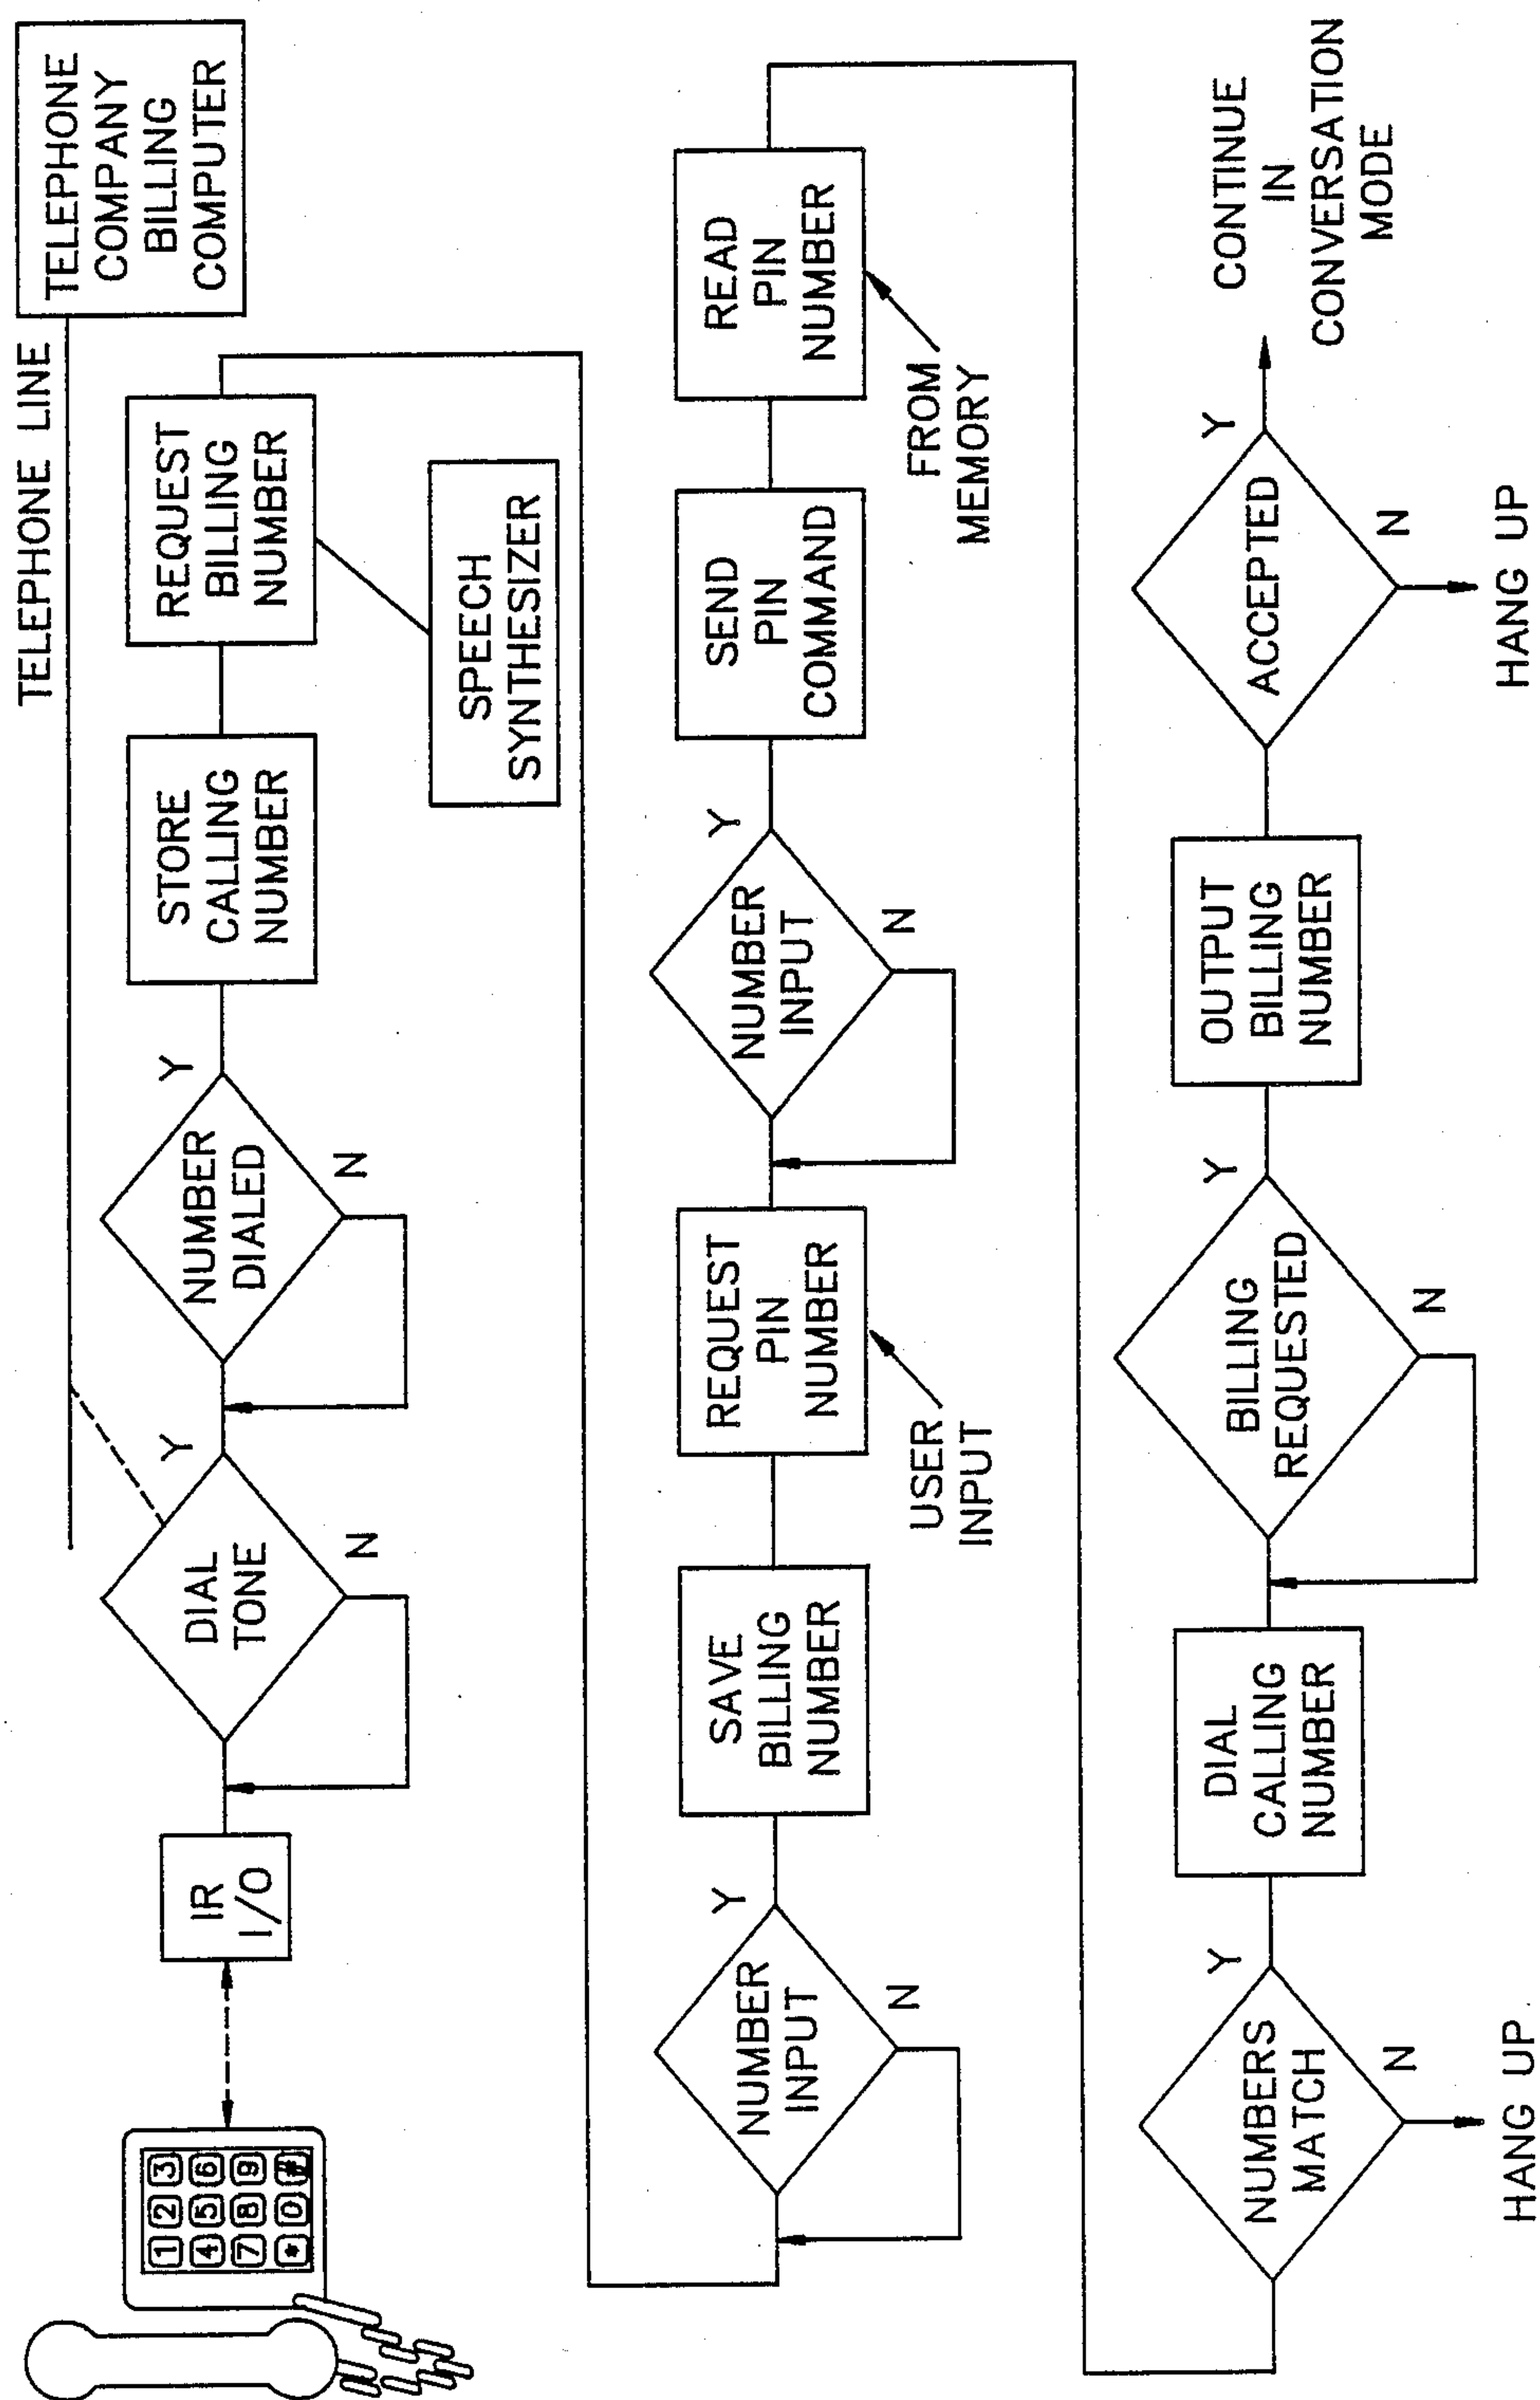 TELEPHONE LINE
TELEPHONE
COMPANY
BILLING
COMPUTER
1 2 3
4 5 6
7 8 9
* 0 #
IR
I/O
DIAL
TONE
Y
N
NUMBER
DIALED
Y
N
STORE
CALLING
NUMBER
REQUEST
BILLING
NUMBER
SPEECH
SYNTHESIZER
NUMBER
INPUT
Y
N
SAVE
BILLING
NUMBER
REQUEST
PIN
NUMBER
USER
INPUT
NUMBER
INPUT
Y
N
SEND
PIN
COMMAND
READ
PIN
NUMBER
FROM
MEMORY
NUMBERS
MATCH
Y
N
HANG UP
DIAL
CALLING
NUMBER
BILLING
REQUESTED
Y
N
OUTPUT
BILLING
NUMBER
ACCEPTED
Y
N
HANG UP
CONTINUE
IN
CONVERSATION
MODE